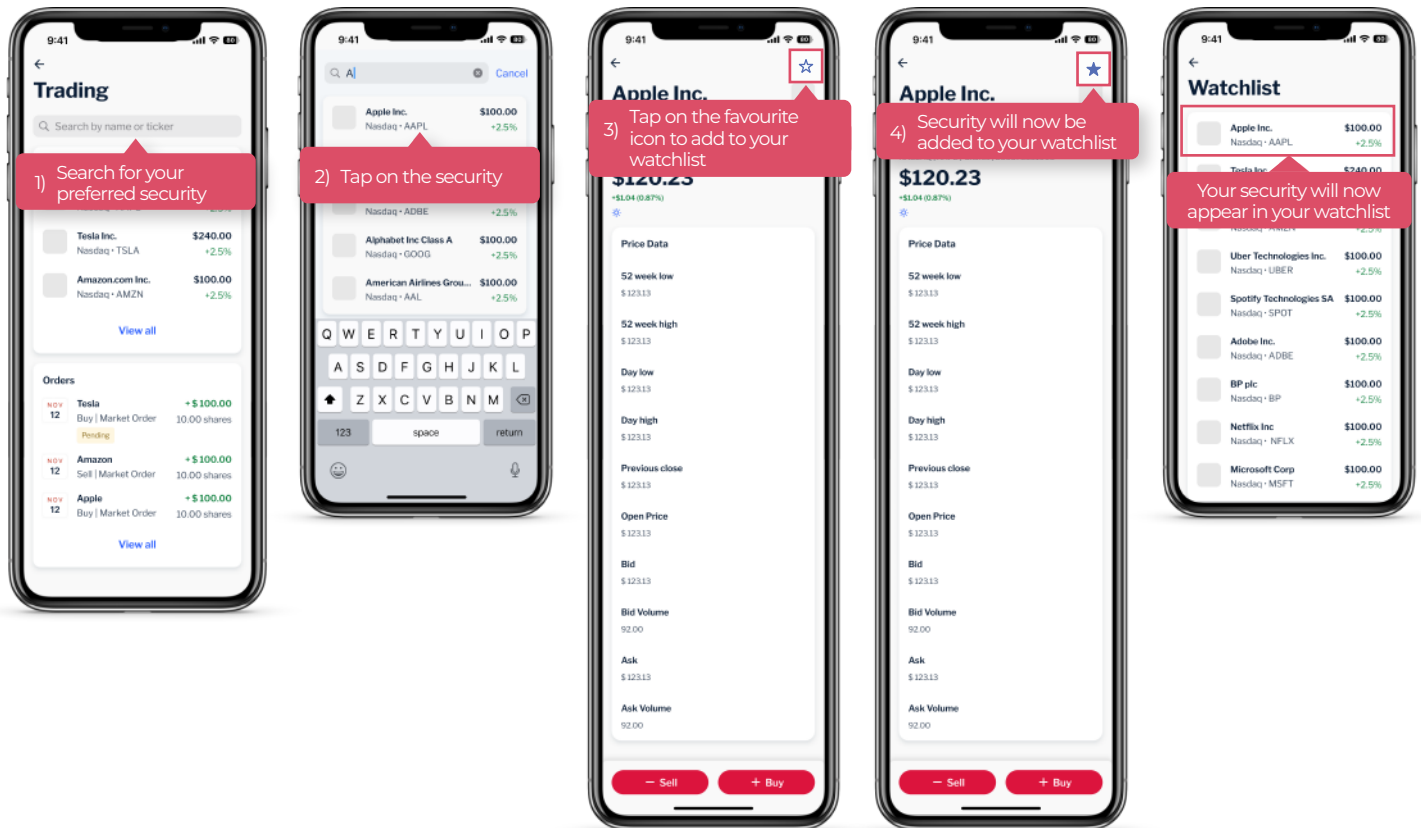 9:41
80
Trading
Search by name or ticker
1) Search for your
preferred security
Tesla Inc.
$240.00
Nasdaq • TSLA
+2.5%
Amazon.com Inc.
$100.00
Nasdaq • AMZN
+2.5%
View all
Orders
NOV
12
Tesla
+$100.00
Buy | Market Order
10.00 shares
Pending
NOV
12
Amazon
+$100.00
Sell | Market Order
10.00 shares
NOV
12
Apple
+$100.00
Buy | Market Order
10.00 shares
View all
9:41
80
A
Cancel
Apple Inc.
$100.00
Nasdaq • AAPL
+2.5%
2) Tap on the security
Nasdaq • ADBE
+2.5%
Alphabet Inc Class A
$100.00
Nasdaq • GOOG
+2.5%
American Airlines Grou...
$100.00
Nasdaq • AAL
+2.5%
Q W E R T Y U I O P
A S D F G H J K L
Z X C V B N M
123
space
return
9:41
80
Apple Inc.
3) Tap on the favourite
icon to add to your
watchlist
$120.23
+$1.04 (0.87%)
Price Data
52 week low
$ 123.13
52 week high
$ 123.13
Day low
$ 123.13
Day high
$ 123.13
Previous close
$ 123.13
Open Price
$ 123.13
Bid
$ 123.13
Bid Volume
92.00
Ask
$ 123.13
Ask Volume
92.00
− Sell
+ Buy
9:41
80
Apple Inc.
4) Security will now be
added to your watchlist
$120.23
+$1.04 (0.87%)
Price Data
52 week low
$ 123.13
52 week high
$ 123.13
Day low
$ 123.13
Day high
$ 123.13
Previous close
$ 123.13
Open Price
$ 123.13
Bid
$ 123.13
Bid Volume
92.00
Ask
$ 123.13
Ask Volume
92.00
− Sell
+ Buy
9:41
80
Watchlist
Apple Inc.
$100.00
Nasdaq • AAPL
+2.5%
Tesla Inc.
$240.00
Your security will now
appear in your watchlist
Nasdaq • AMZN
+2.5%
Uber Technologies Inc.
$100.00
Nasdaq • UBER
+2.5%
Spotify Technologies SA
$100.00
Nasdaq • SPOT
+2.5%
Adobe Inc.
$100.00
Nasdaq • ADBE
+2.5%
BP plc
$100.00
Nasdaq • BP
+2.5%
Netflix Inc
$100.00
Nasdaq • NFLX
+2.5%
Microsoft Corp
$100.00
Nasdaq • MSFT
+2.5%